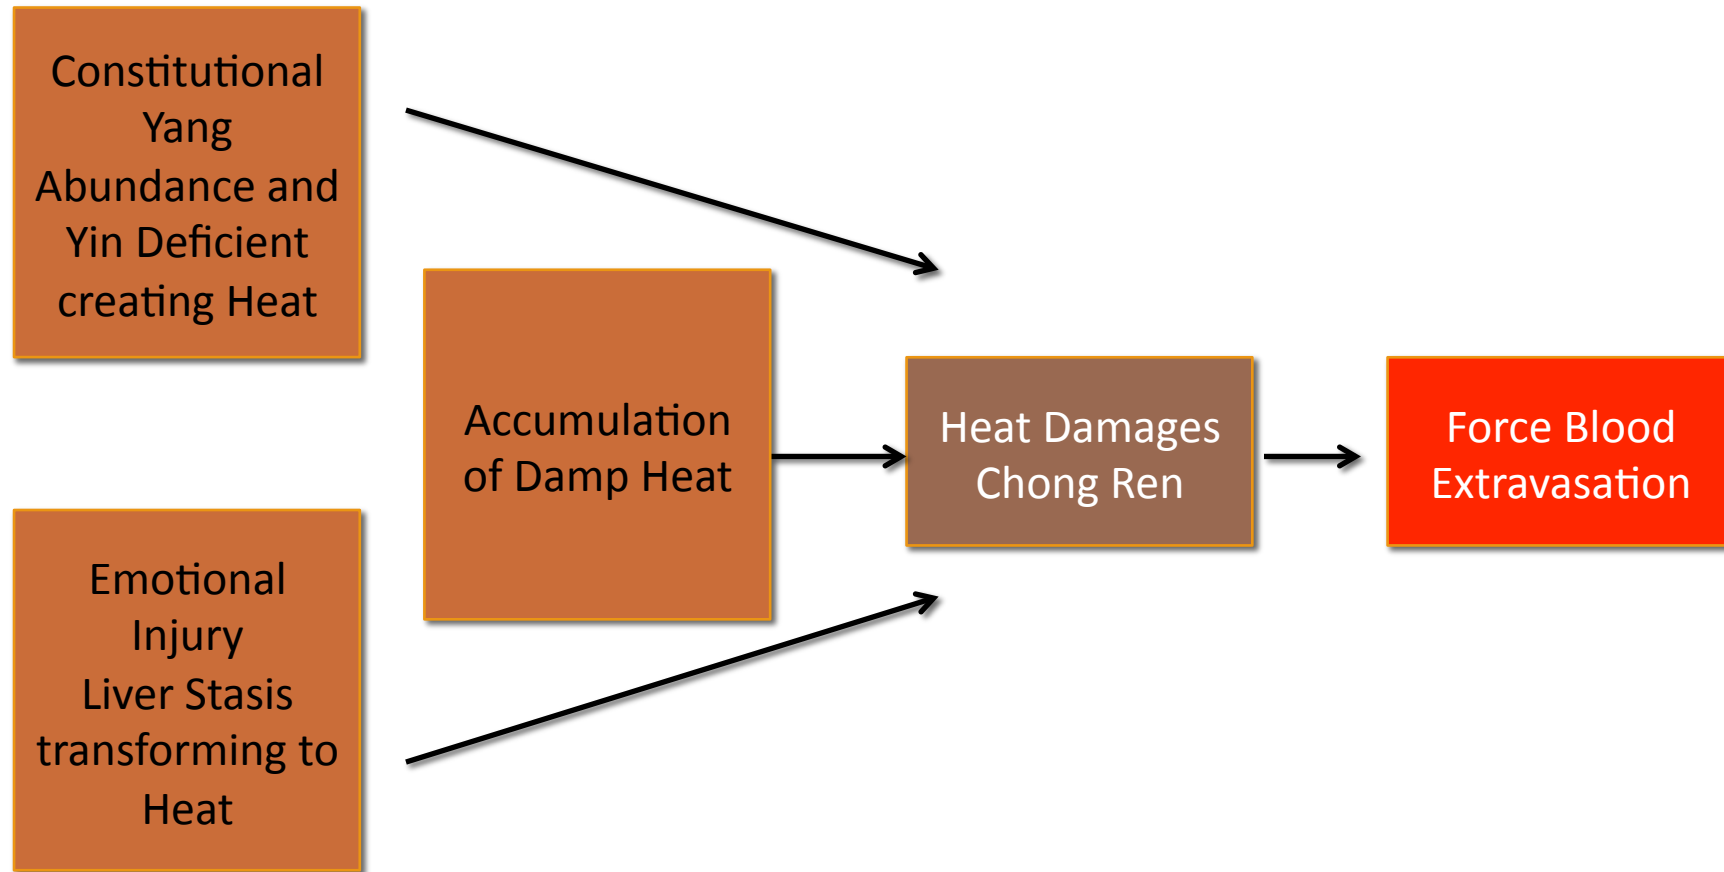 Constitutional
Yang
Abundance and
Yin Deficient
creating Heat
Accumulation
of Damp Heat
Heat Damages
Chong Ren
Force Blood
Extravasation
Emotional
Injury
Liver Stasis
transforming to
Heat